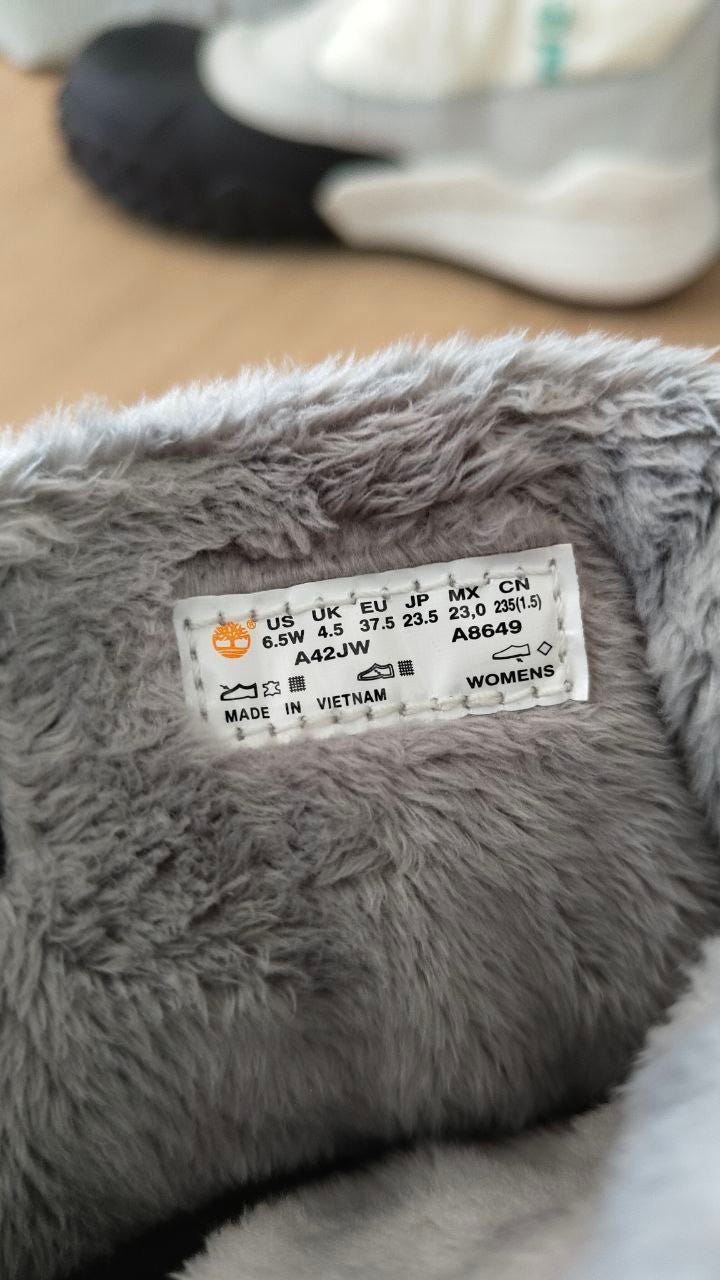 US UK EU JP MX CN
6.5W 4.5 37.5 23.5 23,0 235(1.5)
A42JW A8649
MADE IN VIETNAM WOMENS